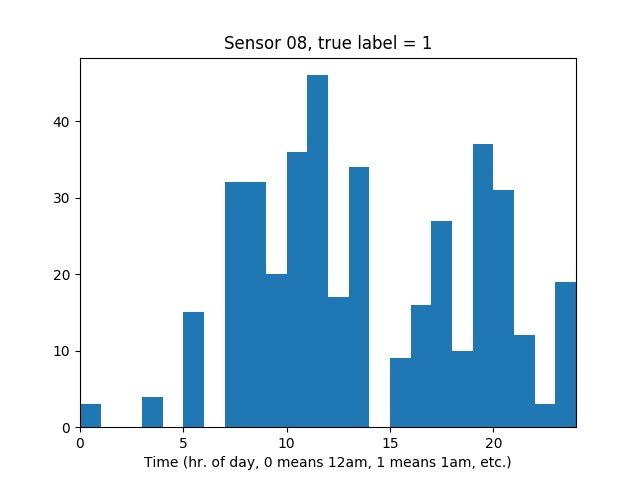 Sensor 08, true label = 1
40
30
20
10
0
0 5 10 15 20
Time (hr. of day, 0 means 12am, 1 means 1am, etc.)